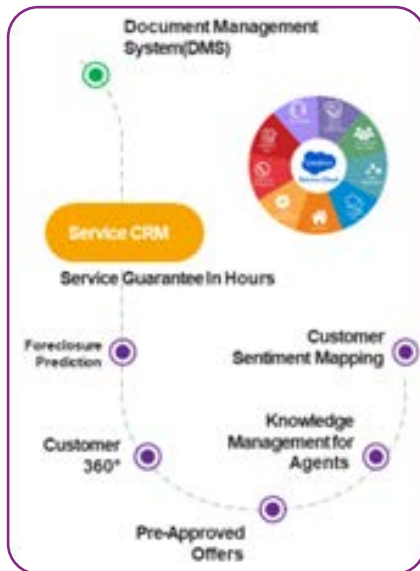 Document Management
System(DMS)
Service CRM
Service Guarantee In Hours
Foreclosure
Prediction
Customer
Sentiment Mapping
Customer
360°
Knowledge
Management for
Agents
Pre-Approved
Offers